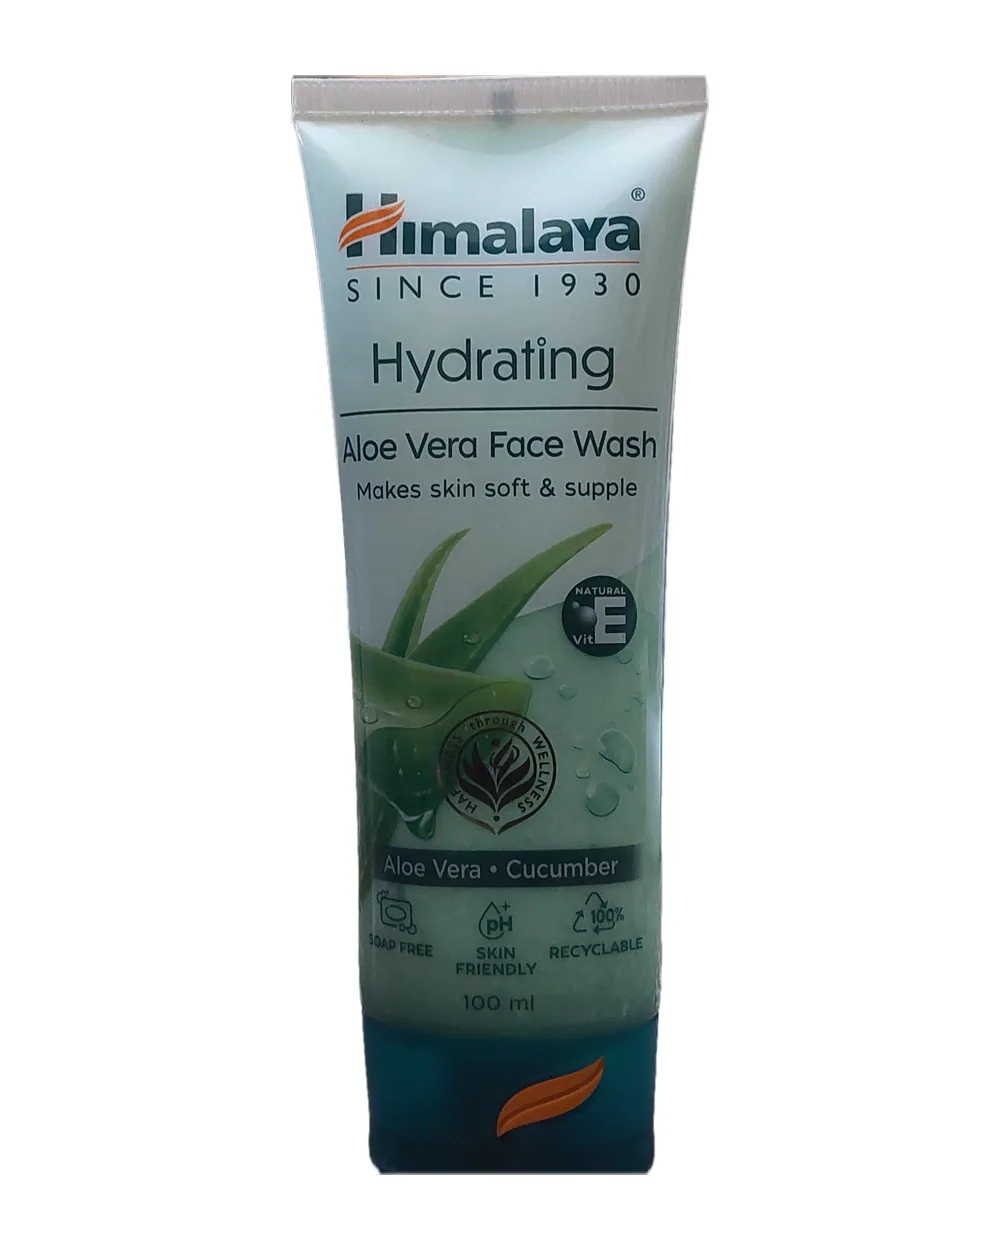 Himalaya®
SINCE 1930
Hydrating
Aloe Vera Face Wash
Makes skin soft & supple
NATURAL
Vit E
HAPPINESS through WELLNESS
Aloe Vera • Cucumber
SOAP FREE
pH+
SKIN
FRIENDLY
100%
RECYCLABLE
100 ml